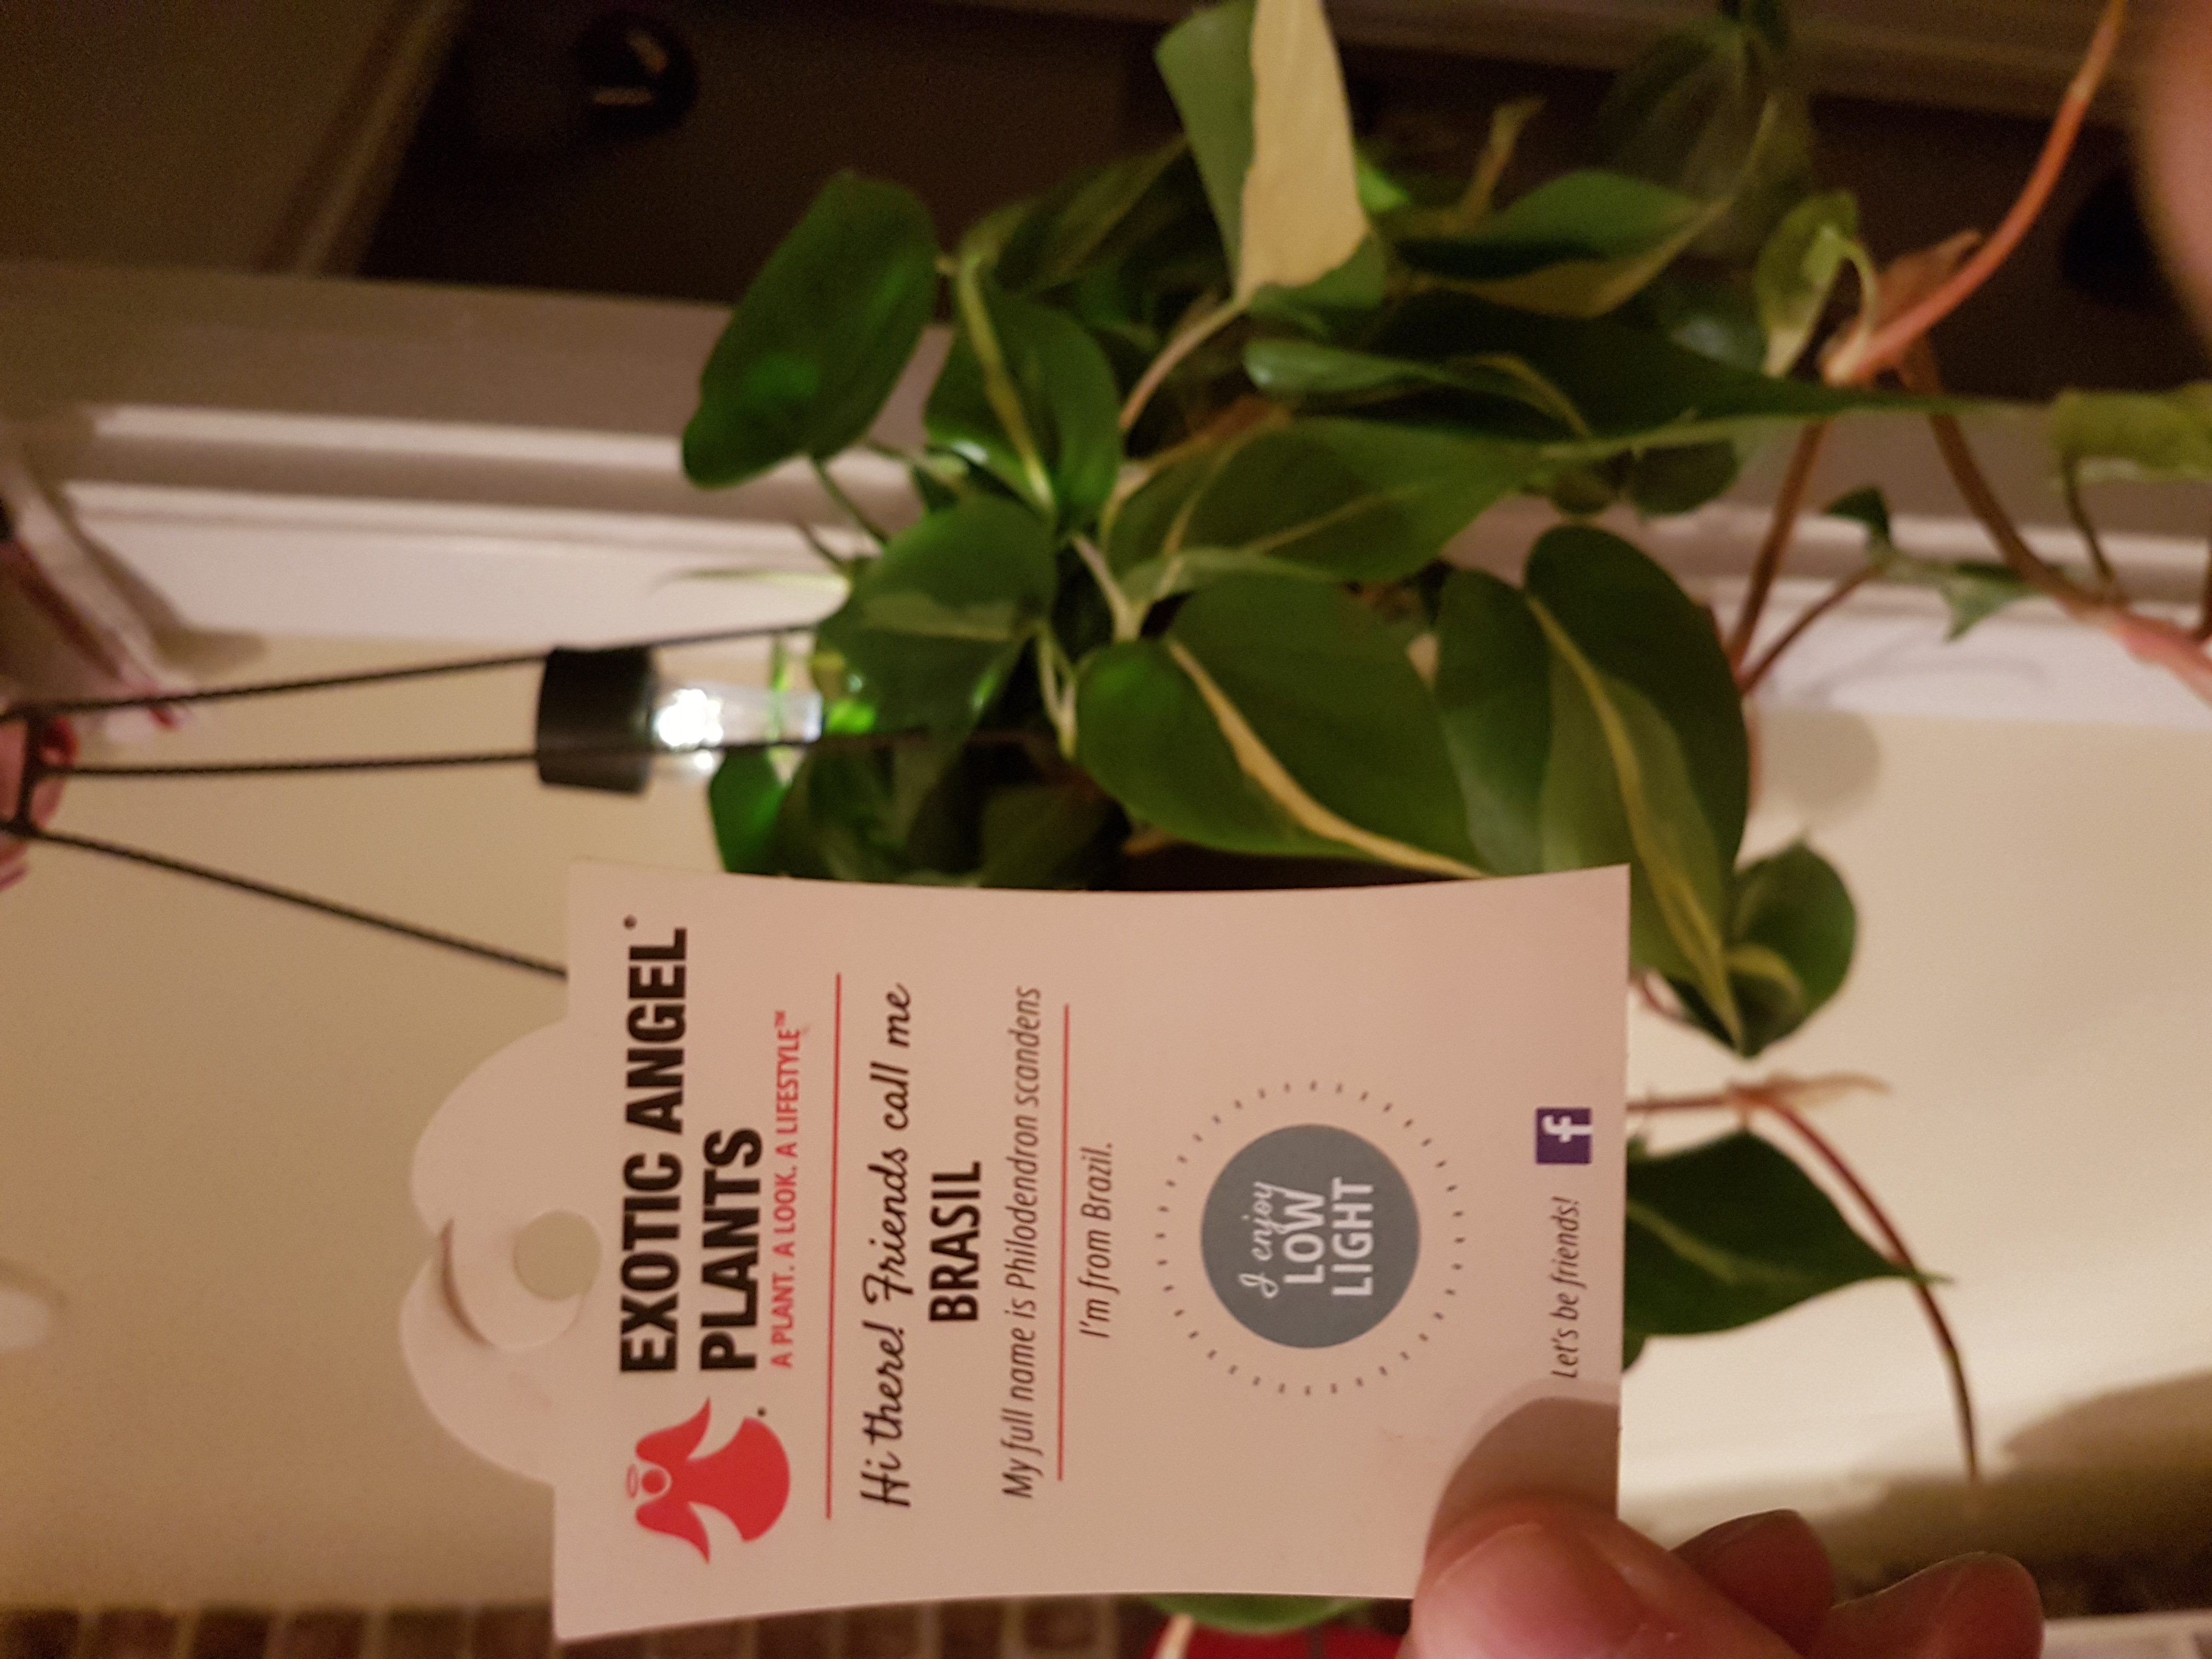 EXOTIC ANGEL®
PLANTS
A PLANT. A LOOK. A LIFESTYLE™
Hi there! Friends call me
BRASIL
My full name is Philodendron scandens
I'm from Brazil.
I enjoy
LOW
LIGHT
Let's be friends! f